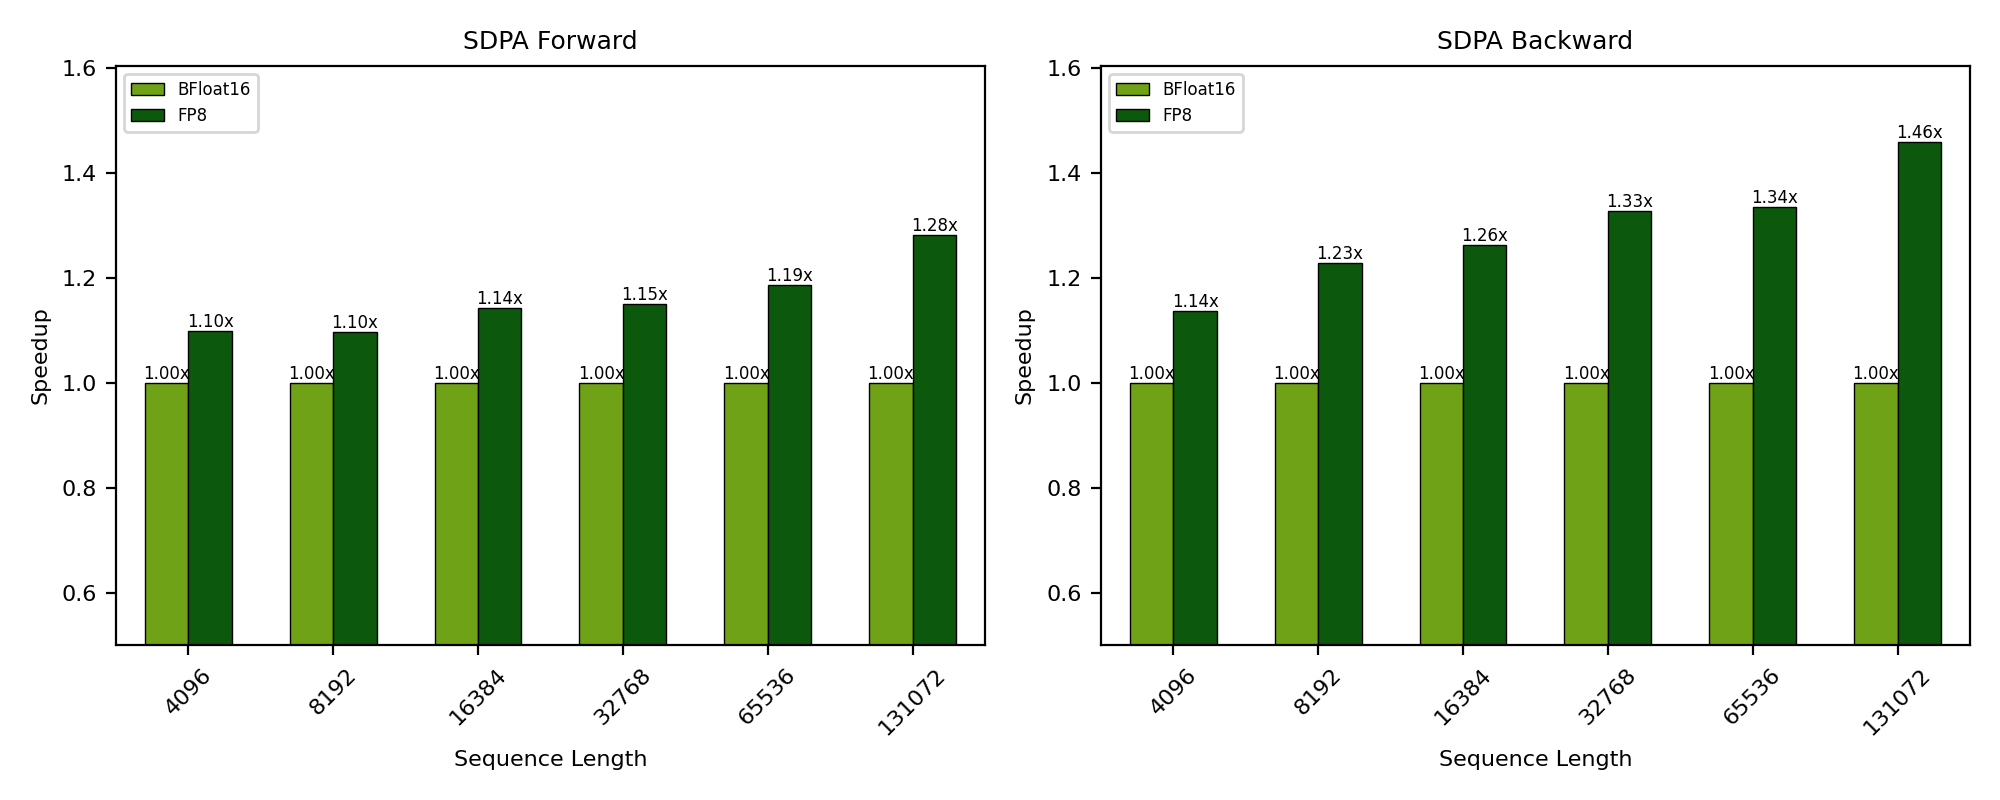 SDPA Forward
BFloat16
FP8
1.6
1.4
1.2
1.0
0.8
0.6
Speedup
1.00x
1.10x
1.00x
1.10x
1.00x
1.14x
1.00x
1.15x
1.00x
1.19x
1.00x
1.28x
4096
8192
16384
32768
65536
131072
Sequence Length
SDPA Backward
BFloat16
FP8
1.6
1.4
1.2
1.0
0.8
0.6
Speedup
1.00x
1.14x
1.00x
1.23x
1.00x
1.26x
1.00x
1.33x
1.00x
1.34x
1.00x
1.46x
4096
8192
16384
32768
65536
131072
Sequence Length